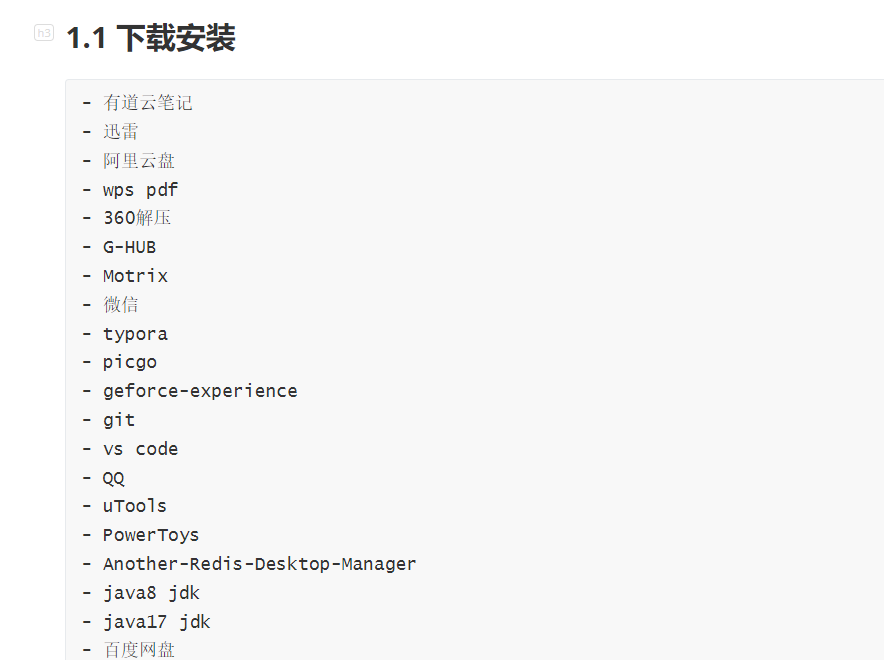 h3
1.1 下载安装
- 有道云笔记
- 迅雷
- 阿里云盘
- wps pdf
- 360解压
- G-HUB
- Motrix
- 微信
- typora
- picgo
- geforce-experience
- git
- vs code
- QQ
- uTools
- PowerToys
- Another-Redis-Desktop-Manager
- java8 jdk
- java17 jdk
- 百度网盘